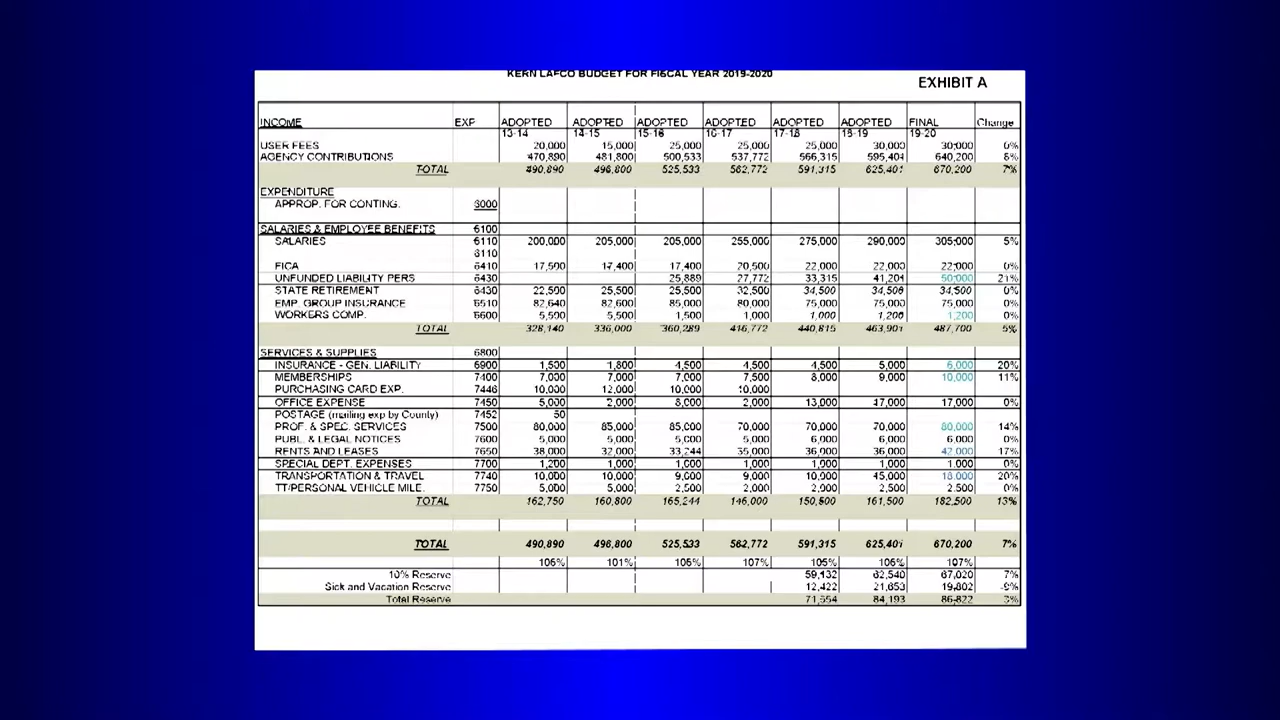 KERN LAFCO BUDGET FOR FISCAL YEAR 2019-2020
EXHIBIT A
INCOME EXP ADOPTED ADOPTED ADOPTED ADOPTED ADOPTED ADOPTED FINAL Change
13-14 14-15 15-16 16-17 17-18 18-19 19-20
USER FEES 20,000 15,000 25,000 25,000 25,000 30,000 30,000 0%
AGENCY CONTRIBUTIONS 470,890 481,800 500,533 537,772 566,315 595,401 640,200 8%
TOTAL 490,890 496,800 525,533 562,772 591,315 625,401 670,200 7%
EXPENDITURE
APPROP. FOR CONTING. 3000
SALARIES & EMPLOYEE BENEFITS 6100
SALARIES 6110 200,000 205,000 205,000 255,000 275,000 290,000 305,000 5%
6110
FICA 6410 17,500 17,400 17,400 20,500 22,000 22,000 22,000 0%
UNFUNDED LIABILITY PERS 6430 25,889 27,772 33,315 41,201 50,000 21%
STATE RETIREMENT 6430 22,500 25,500 25,500 32,500 34,500 34,500 34,500 0%
EMP. GROUP INSURANCE 6510 82,640 82,600 85,000 80,000 75,000 75,000 75,000 0%
WORKERS COMP. 6600 5,500 5,500 1,500 1,000 1,000 1,200 1,200 0%
TOTAL 328,140 336,000 360,289 416,772 440,815 463,901 487,700 5%
SERVICES & SUPPLIES 6800
INSURANCE - GEN. LIABILITY 6900 1,500 1,800 4,500 4,500 4,500 5,000 6,000 20%
MEMBERSHIPS 7400 7,000 7,000 7,000 7,500 8,000 9,000 10,000 11%
PURCHASING CARD EXP. 7446 10,000 12,000 10,000 10,000
OFFICE EXPENSE 7450 5,000 2,000 8,000 2,000 13,000 17,000 17,000 0%
POSTAGE (mailing exp by County) 7452 50
PROF. & SPEC. SERVICES 7500 80,000 85,000 85,000 70,000 70,000 70,000 80,000 14%
PUBL. & LEGAL NOTICES 7600 5,000 5,000 5,000 5,000 6,000 6,000 6,000 0%
RENTS AND LEASES 7650 38,000 32,000 33,244 35,000 36,000 36,000 42,000 17%
SPECIAL DEPT. EXPENSES 7700 1,200 1,000 1,000 1,000 1,000 1,000 1,000 0%
TRANSPORTATION & TRAVEL 7740 10,000 10,000 9,000 9,000 10,000 18,000 20%
TT/PERSONAL VEHICLE MILE. 7750 5,000 5,000 2,500 2,000 2,000 2,500 2,500 0%
TOTAL 162,750 160,800 165,244 146,000 150,500 161,500 182,500 13%
TOTAL 490,890 496,800 525,533 562,772 591,315 625,401 670,200 7%
106% 101% 106% 107% 105% 106% 107%
10% Reserve 59,132 62,540 67,020 7%
Sick and Vacation Reserve 12,422 21,653 19,802 -9%
Total Reserve 71,554 84,193 86,822 3%